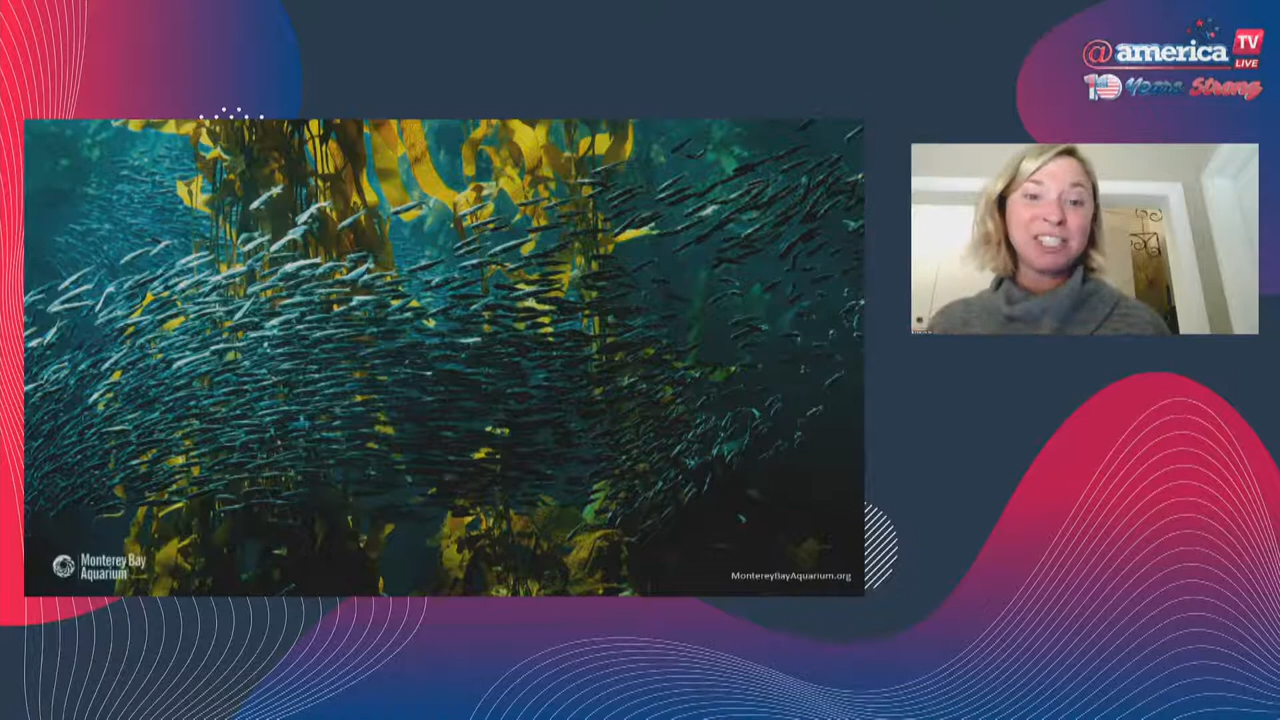 @america
TV
LIVE
10 Years Strong
Monterey Bay
Aquarium
MontereyBayAquarium.org